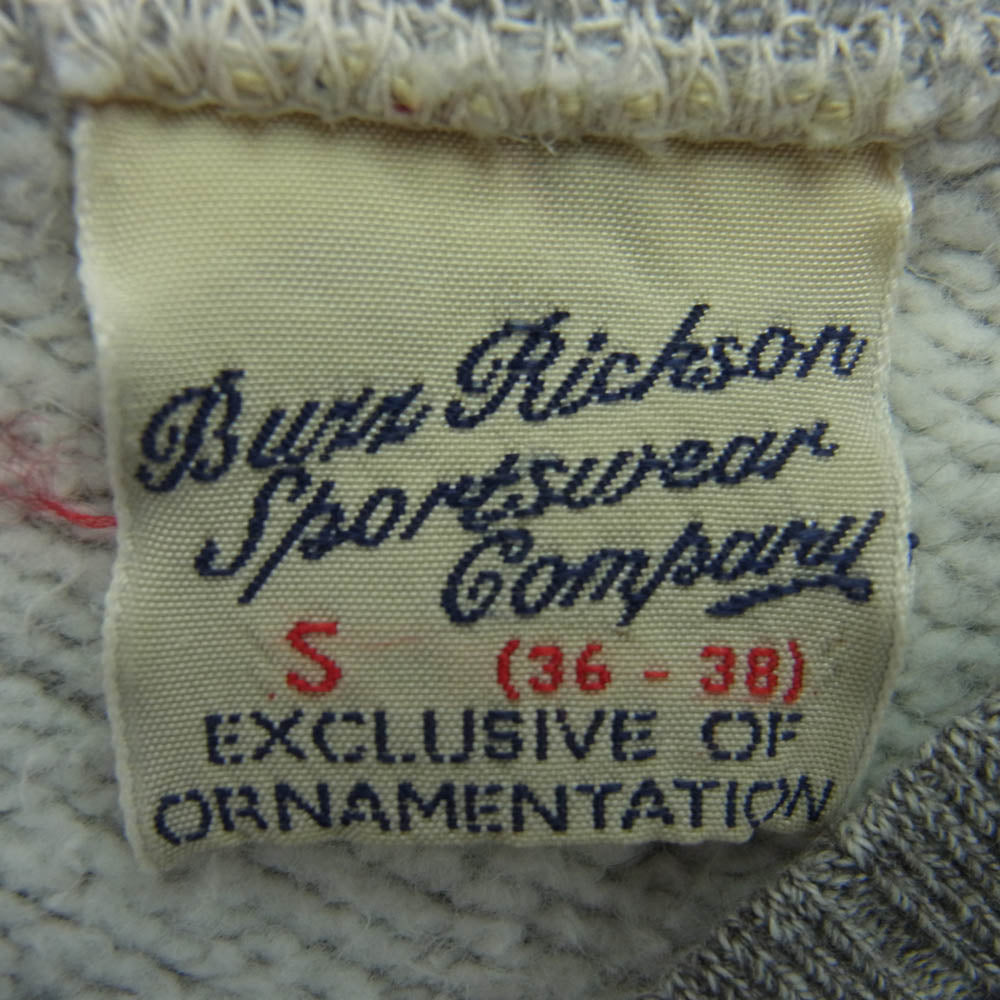 Buzz Rickson
Sportswear
Company
S (36 - 38)
EXCLUSIVE OF
ORNAMENTATION